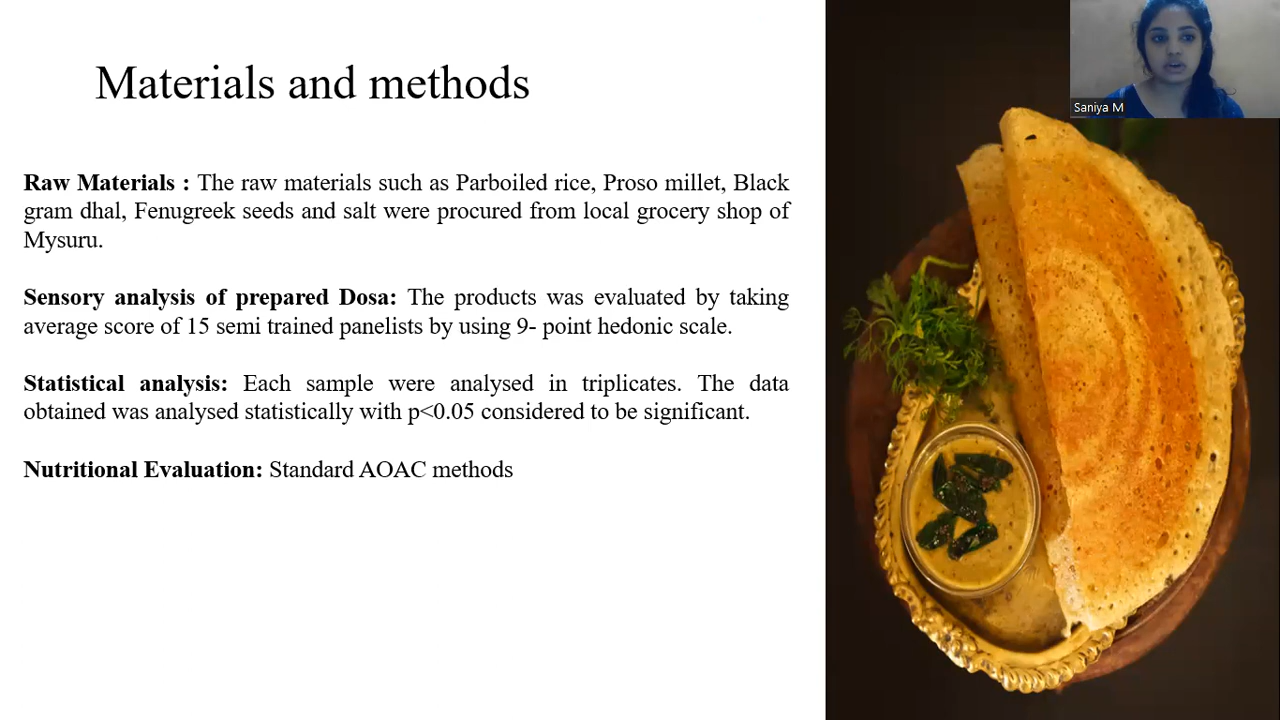 Materials and methods
Saniya M
Raw Materials : The raw materials such as Parboiled rice, Proso millet, Black
gram dhal, Fenugreek seeds and salt were procured from local grocery shop of
Mysuru.
Sensory analysis of prepared Dosa: The products was evaluated by taking
average score of 15 semi trained panelists by using 9- point hedonic scale.
Statistical analysis: Each sample were analysed in triplicates. The data
obtained was analysed statistically with p<0.05 considered to be significant.
Nutritional Evaluation: Standard AOAC methods